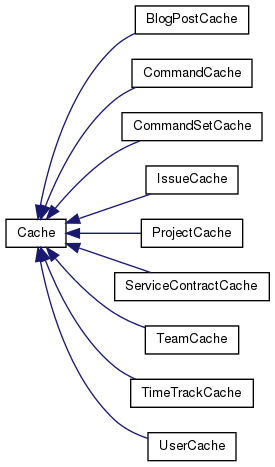 BlogPostCache
CommandCache
CommandSetCache
IssueCache
Cache
ProjectCache
ServiceContractCache
TeamCache
TimeTrackCache
UserCache